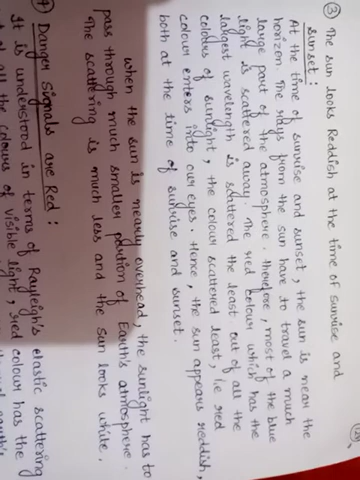 124
③ The sun looks Reddish at the time of sunrise and
sunset :
At the time of sunrise and sunset, the sun is near the
horizon. The rays from the sun have to travel a much
large part of the atmosphere. therefore, most of the blue
light is scattered away. The red colour which has the
largest wavelength is scattered the least out of all the
colours of sunlight, the colour scattered least, i.e red
colour enters into our eyes. Hence, the sun appears reddish,
both at the time of sunrise and sunset.
when the sun is nearly overhead, the sunlight has to
pass through much smaller portion of Earth's atmosphere.
The scattering is much less and the sun looks white.
Danger Signals are Red :
It is understood in terms of Rayleigh's elastic scattering
all the colours of visible light, red colour has the